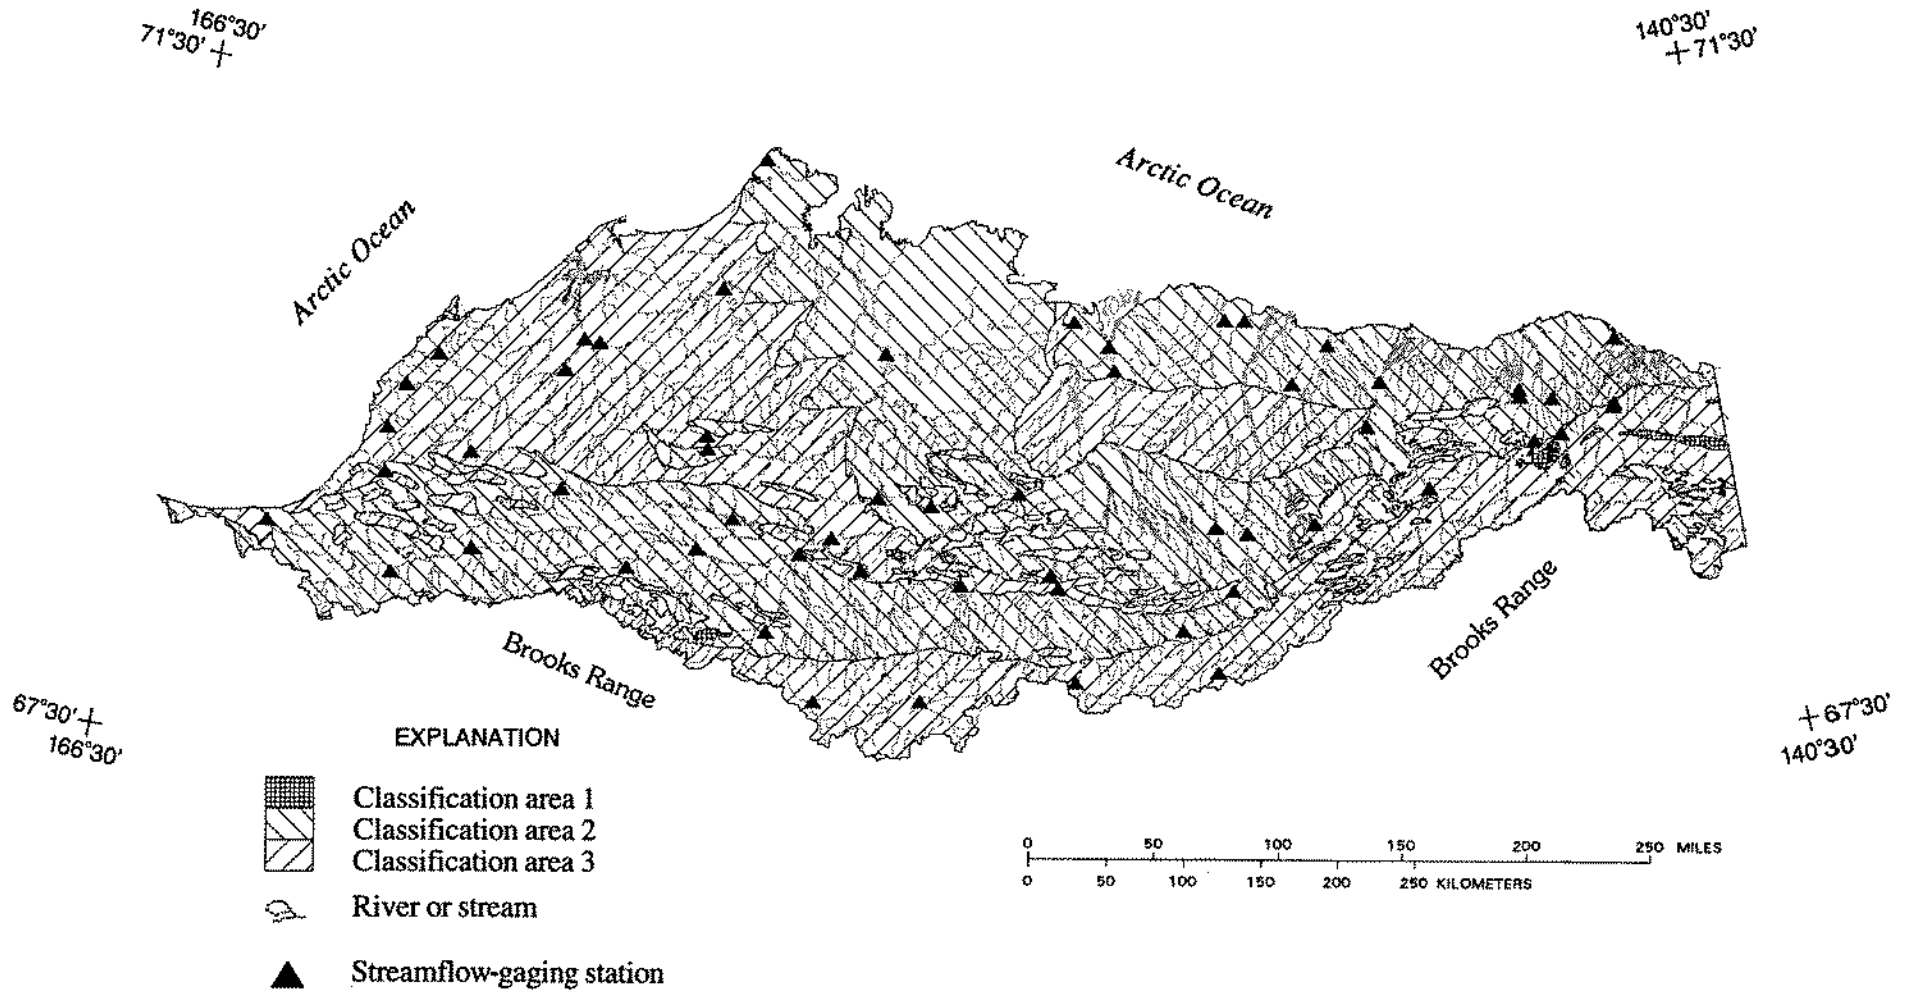 166°30'
71°30'
140°30'
71°30'
Arctic Ocean
Arctic Ocean
Brooks Range
Brooks Range
67°30'
166°30'
67°30'
140°30'
EXPLANATION
Classification area 1
Classification area 2
Classification area 3
River or stream
Streamflow-gaging station
0 50 100 150 200 250 MILES
0 50 100 150 200 250 KILOMETERS